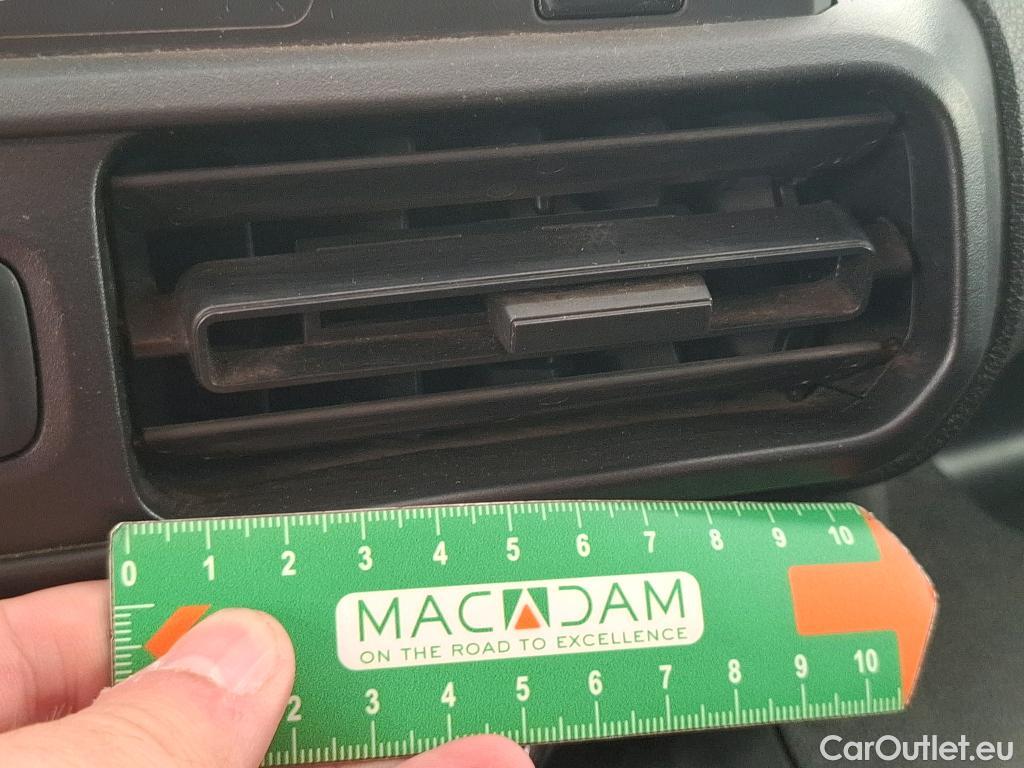 0 1 2 3 4 5 6 7 8 9 10
MACADAM
ON THE ROAD TO EXCELLENCE
2 3 4 5 6 7 8 9 10
CarOutlet.eu